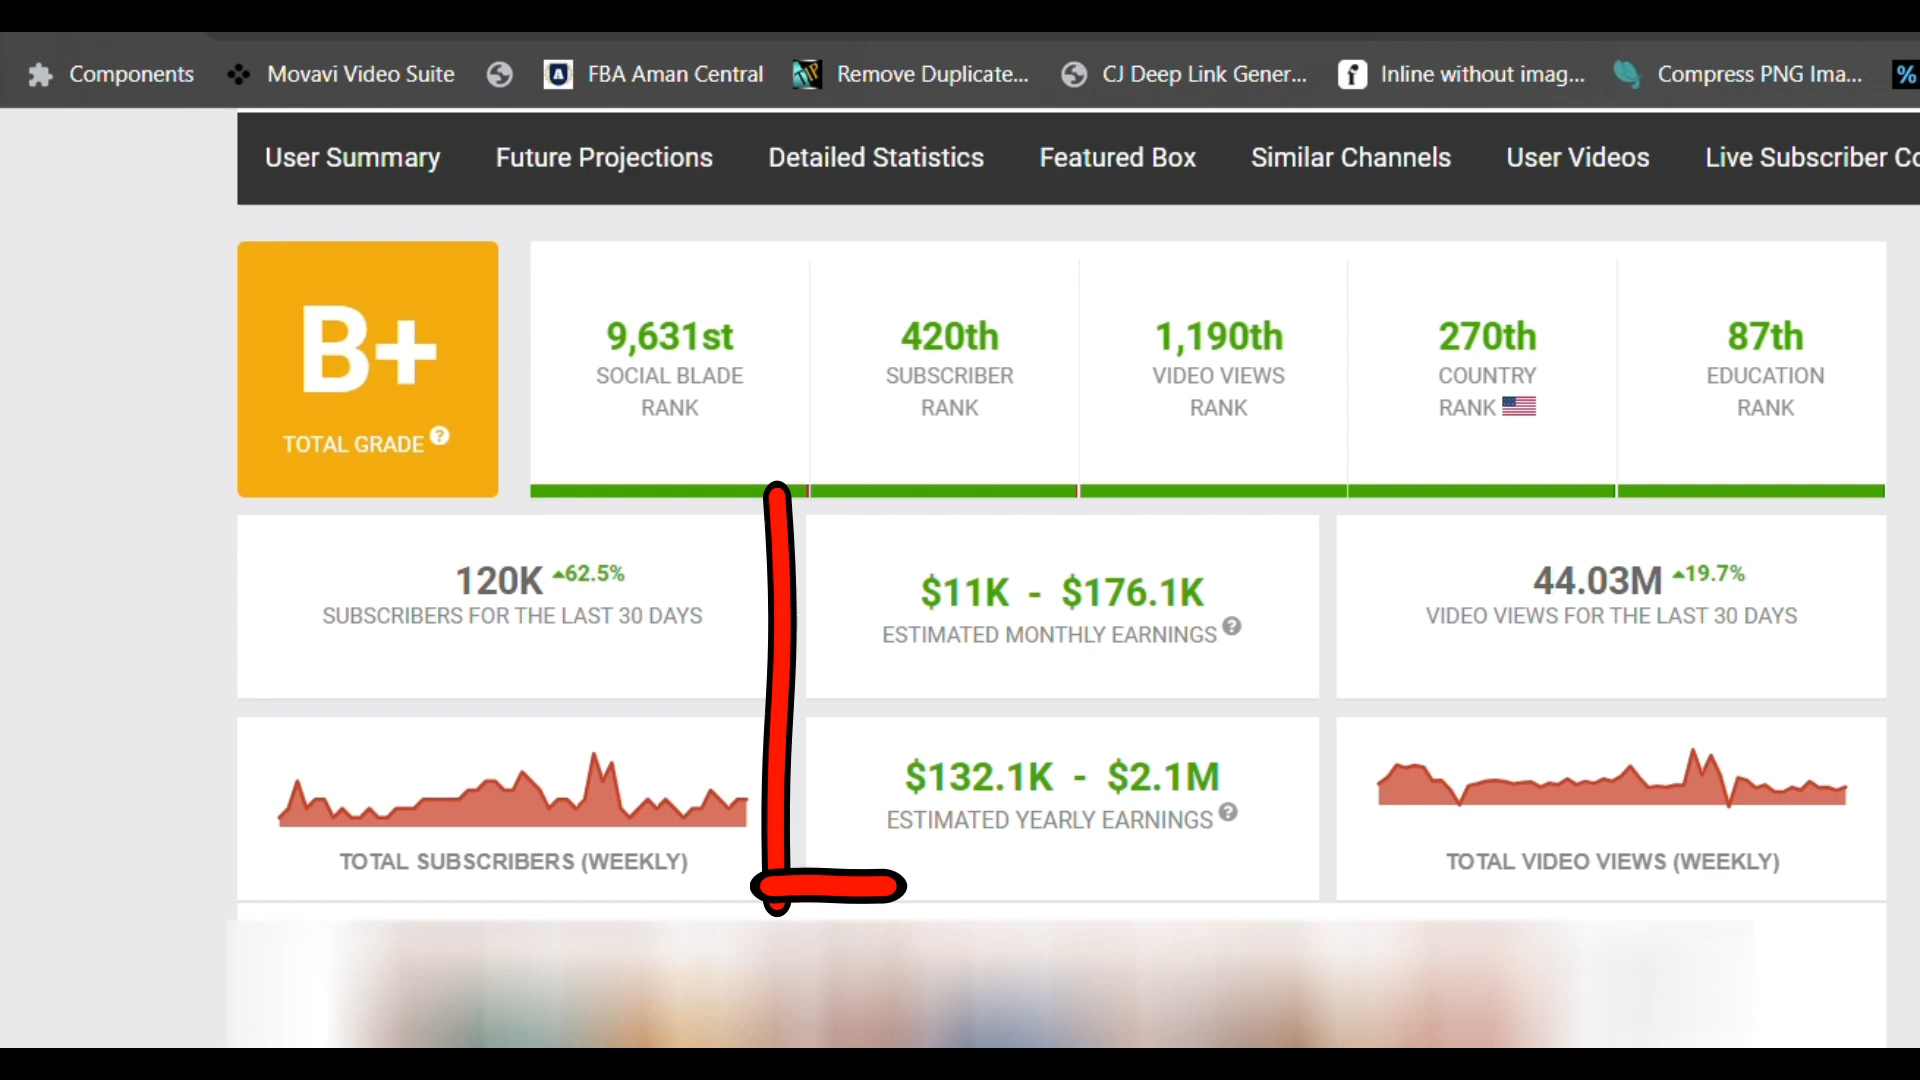 Components Movavi Video Suite FBA Aman Central Remove Duplicate... CJ Deep Link Gener... Inline without imag... Compress PNG Ima... %
User Summary Future Projections Detailed Statistics Featured Box Similar Channels User Videos Live Subscriber Co
B+
TOTAL GRADE ?
9,631st
SOCIAL BLADE
RANK
420th
SUBSCRIBER
RANK
1,190th
VIDEO VIEWS
RANK
270th
COUNTRY
RANK
87th
EDUCATION
RANK
120K 62.5%
SUBSCRIBERS FOR THE LAST 30 DAYS
$11K - $176.1K
ESTIMATED MONTHLY EARNINGS ?
44.03M 19.7%
VIDEO VIEWS FOR THE LAST 30 DAYS
TOTAL SUBSCRIBERS (WEEKLY)
$132.1K - $2.1M
ESTIMATED YEARLY EARNINGS ?
TOTAL VIDEO VIEWS (WEEKLY)